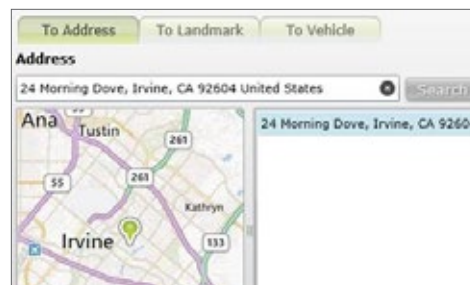 To Address To Landmark To Vehicle
Address
24 Morning Dove, Irvine, CA 92604 United States Search
24 Morning Dove, Irvine, CA 9260
Ana
Tustin
261
55
261
Kathryn
Irvine
133